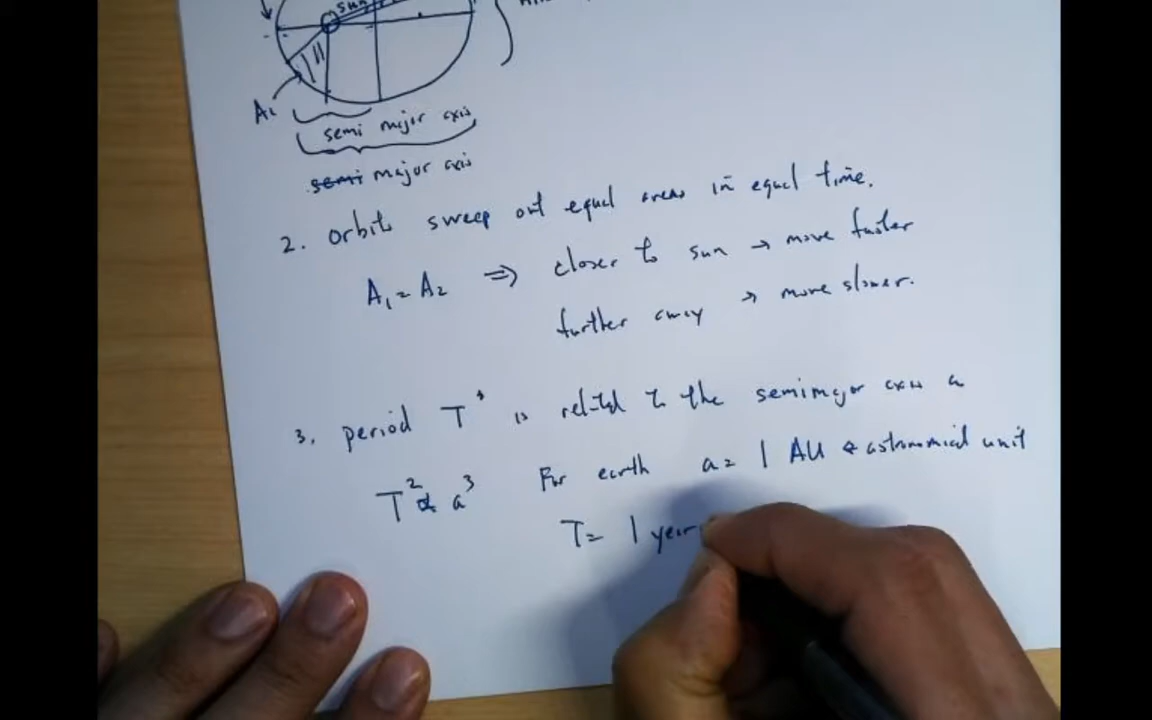 sun
A2
semi major axis
semi major axis
2. orbits sweep out equal areas in equal time.
A1 = A2 ⇒ closer to sun → move faster
further away → move slower.
3. period T is related to the semimajor axis a
T² α a³ For earth a = 1 AU ← astronomical unit
T = 1 year